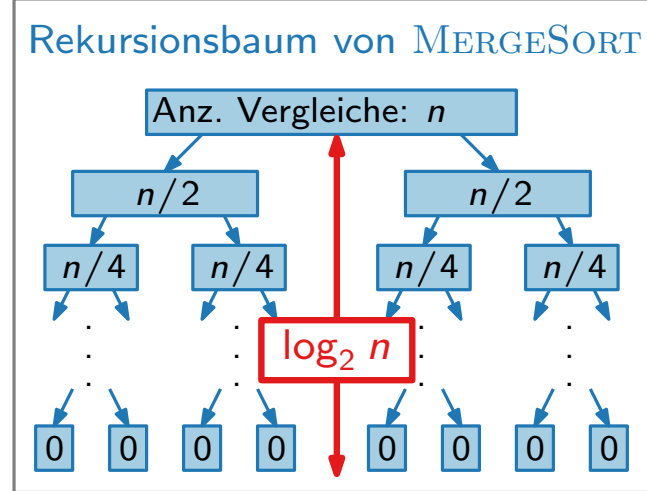 Rekursionsbaum von MERGESORT
Anz. Vergleiche: n
n/2 n/2
n/4 n/4 n/4 n/4
log₂ n
0 0 0 0 0 0 0 0